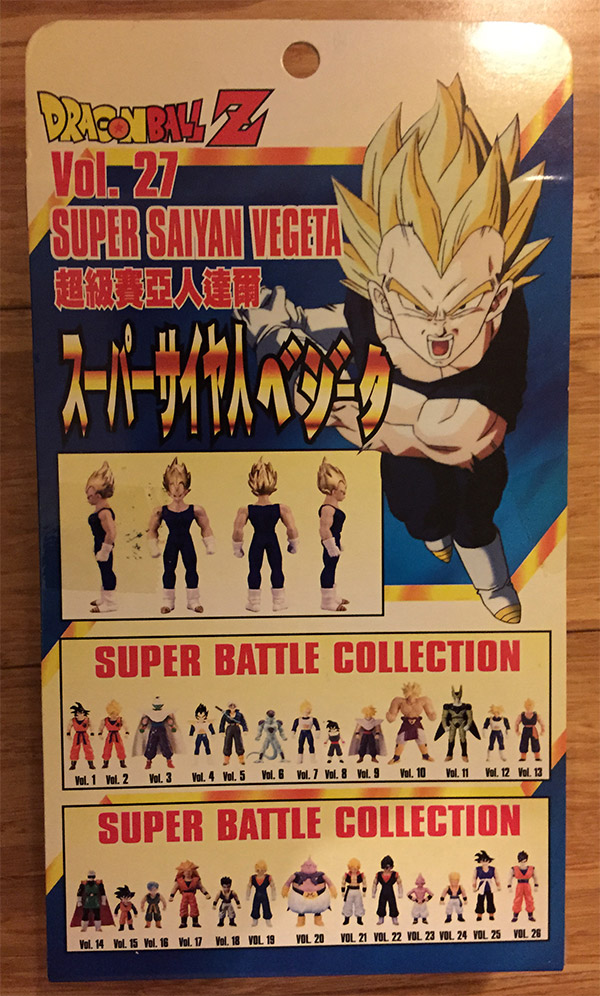 DRAGONBALL Z
Vol. 27
SUPER SAIYAN VEGETA
超級賽亞人達爾
スーパーサイヤ人ベジータ
SUPER BATTLE COLLECTION
Vol. 1 Vol. 2 Vol. 3 Vol. 4 Vol. 5 Vol. 6 Vol. 7 Vol. 8 Vol. 9 Vol. 10 Vol. 11 Vol. 12 Vol. 13
SUPER BATTLE COLLECTION
Vol. 14 Vol. 15 Vol. 16 Vol. 17 Vol. 18 Vol. 19 Vol. 20 Vol. 21 Vol. 22 Vol. 23 Vol. 24 Vol. 25 Vol. 26